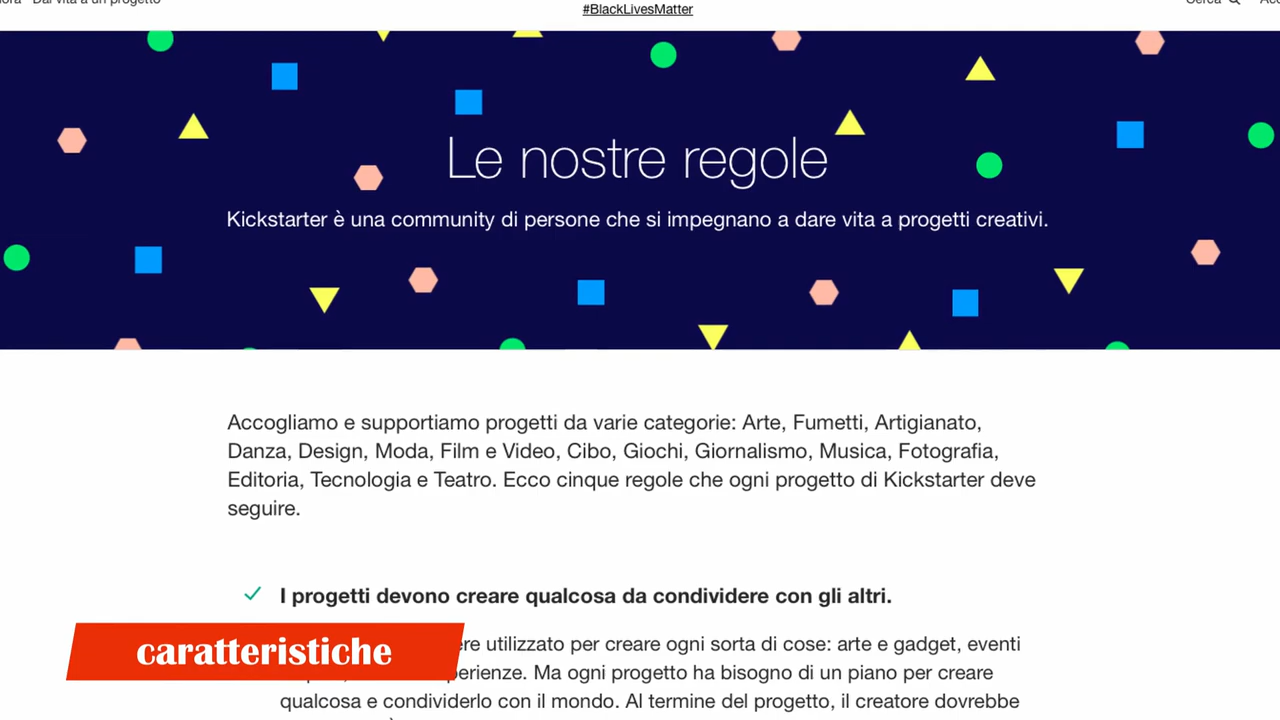 Dai vita a un progetto
#BlackLivesMatter
Cerca
Le nostre regole
Kickstarter è una community di persone che si impegnano a dare vita a progetti creativi.
Accogliamo e supportiamo progetti da varie categorie: Arte, Fumetti, Artigianato,
Danza, Design, Moda, Film e Video, Cibo, Giochi, Giornalismo, Musica, Fotografia,
Editoria, Tecnologia e Teatro. Ecco cinque regole che ogni progetto di Kickstarter deve
seguire.
I progetti devono creare qualcosa da condividere con gli altri.
caratteristiche
utilizzato per creare ogni sorta di cose: arte e gadget, eventi
Ma ogni progetto ha bisogno di un piano per creare
qualcosa e condividerlo con il mondo. Al termine del progetto, il creatore dovrebbe